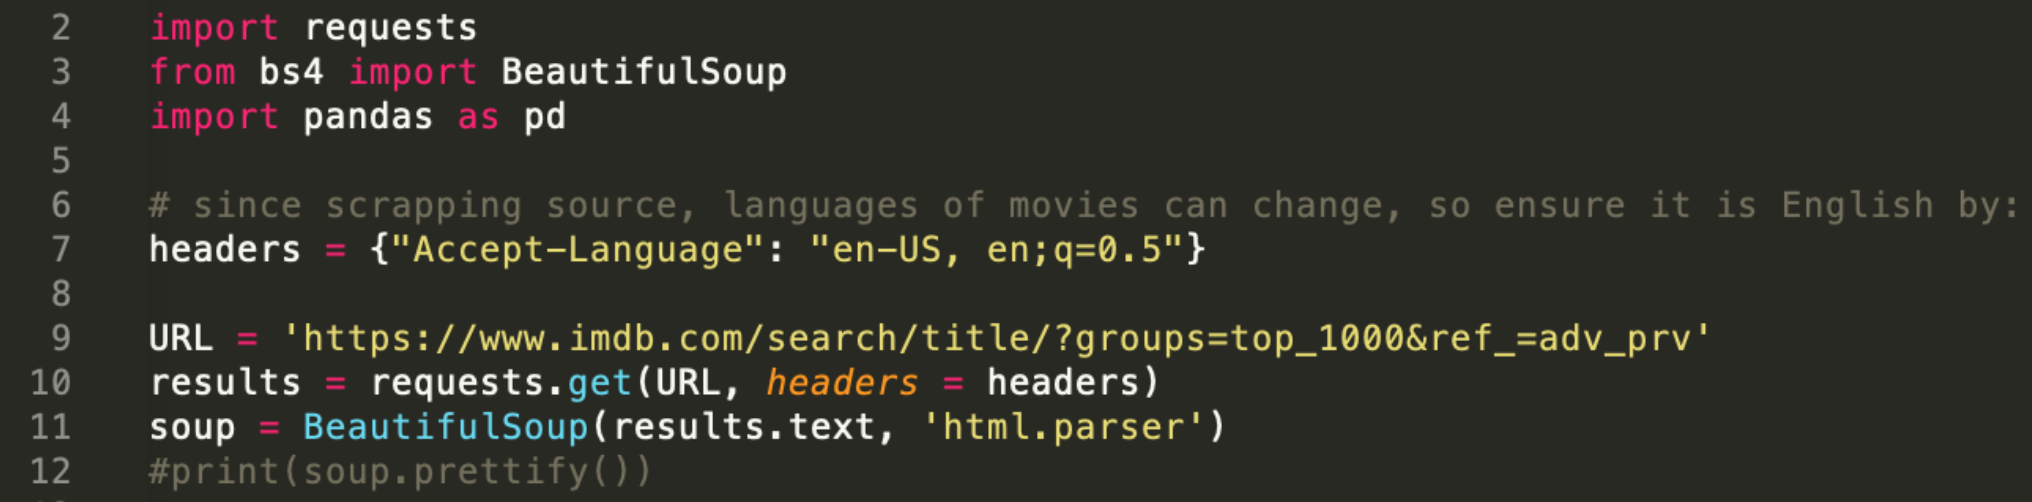 2 import requests
3 from bs4 import BeautifulSoup
4 import pandas as pd
5
6 # since scrapping source, languages of movies can change, so ensure it is English by:
7 headers = {"Accept-Language": "en-US, en;q=0.5"}
8
9 URL = 'https://www.imdb.com/search/title/?groups=top_1000&ref_=adv_prv'
10 results = requests.get(URL, headers = headers)
11 soup = BeautifulSoup(results.text, 'html.parser')
12 #print(soup.prettify())